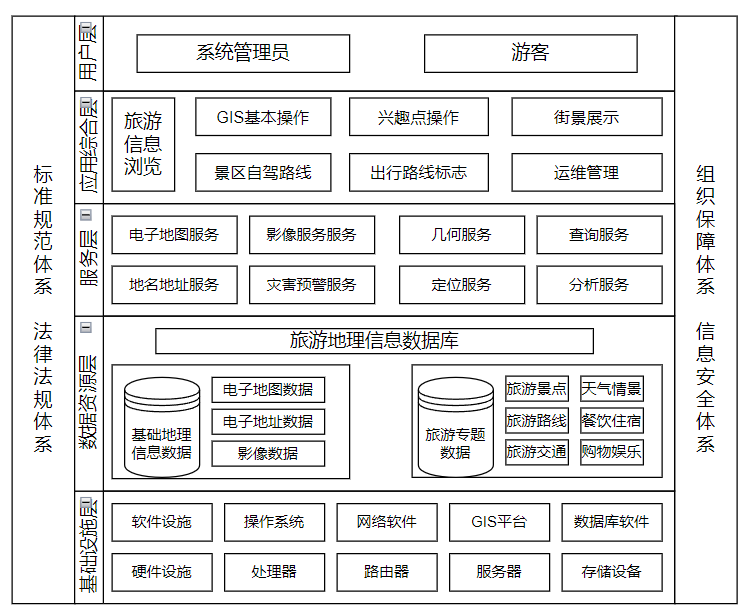 标准规范体系
法律法规体系
用户层
系统管理员
游客
应用综合层
旅游
信息
浏览
GIS基本操作
兴趣点操作
街景展示
景区自驾路线
出行路线标志
运维管理
服务层
电子地图服务
影像服务服务
几何服务
查询服务
地名地址服务
灾害预警服务
定位服务
分析服务
数据资源层
旅游地理信息数据库
基础地理
信息数据
电子地图数据
电子地址数据
影像数据
旅游专题
数据
旅游景点
天气情景
旅游路线
餐饮住宿
旅游交通
购物娱乐
基础设施层
软件设施
操作系统
网络软件
GIS平台
数据库软件
硬件设施
处理器
路由器
服务器
存储设备
组织保障体系
信息安全体系